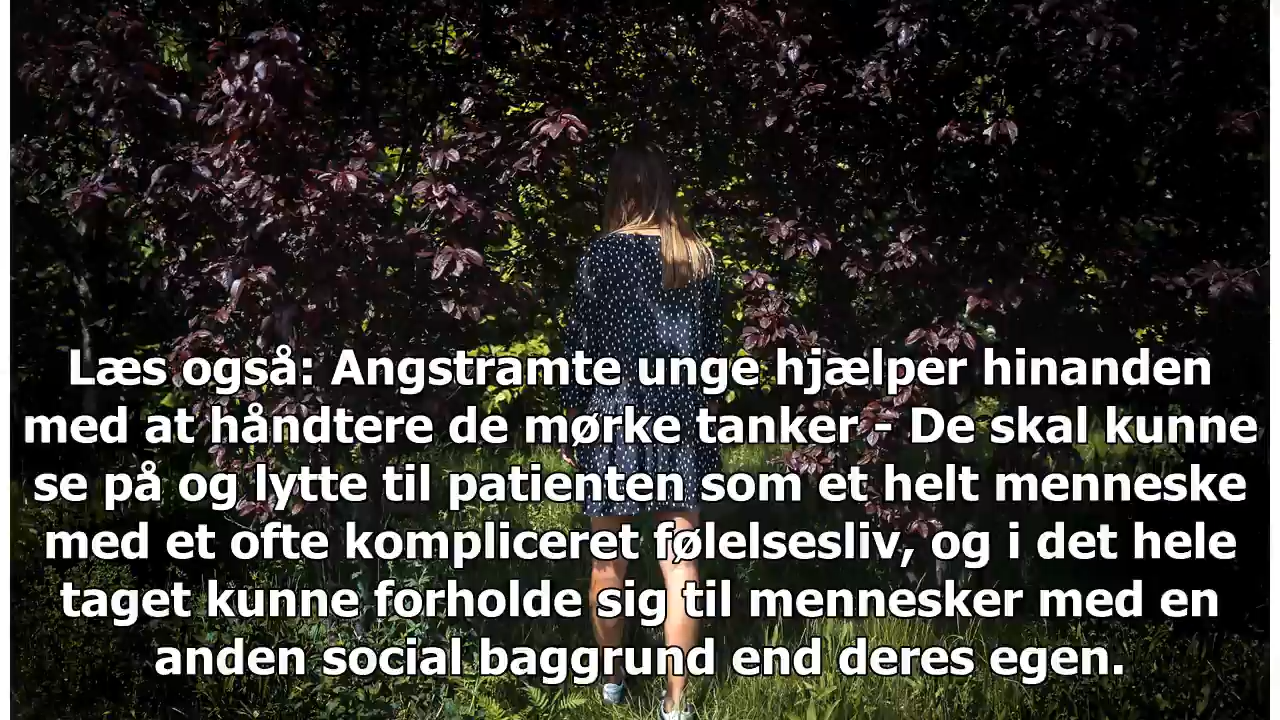 Læs også: Angstramte unge hjælper hinanden
med at håndtere de mørke tanker - De skal kunne
se på og lytte til patienten som et helt menneske
med et ofte kompliceret følelsesliv, og i det hele
taget kunne forholde sig til mennesker med en
anden social baggrund end deres egen.